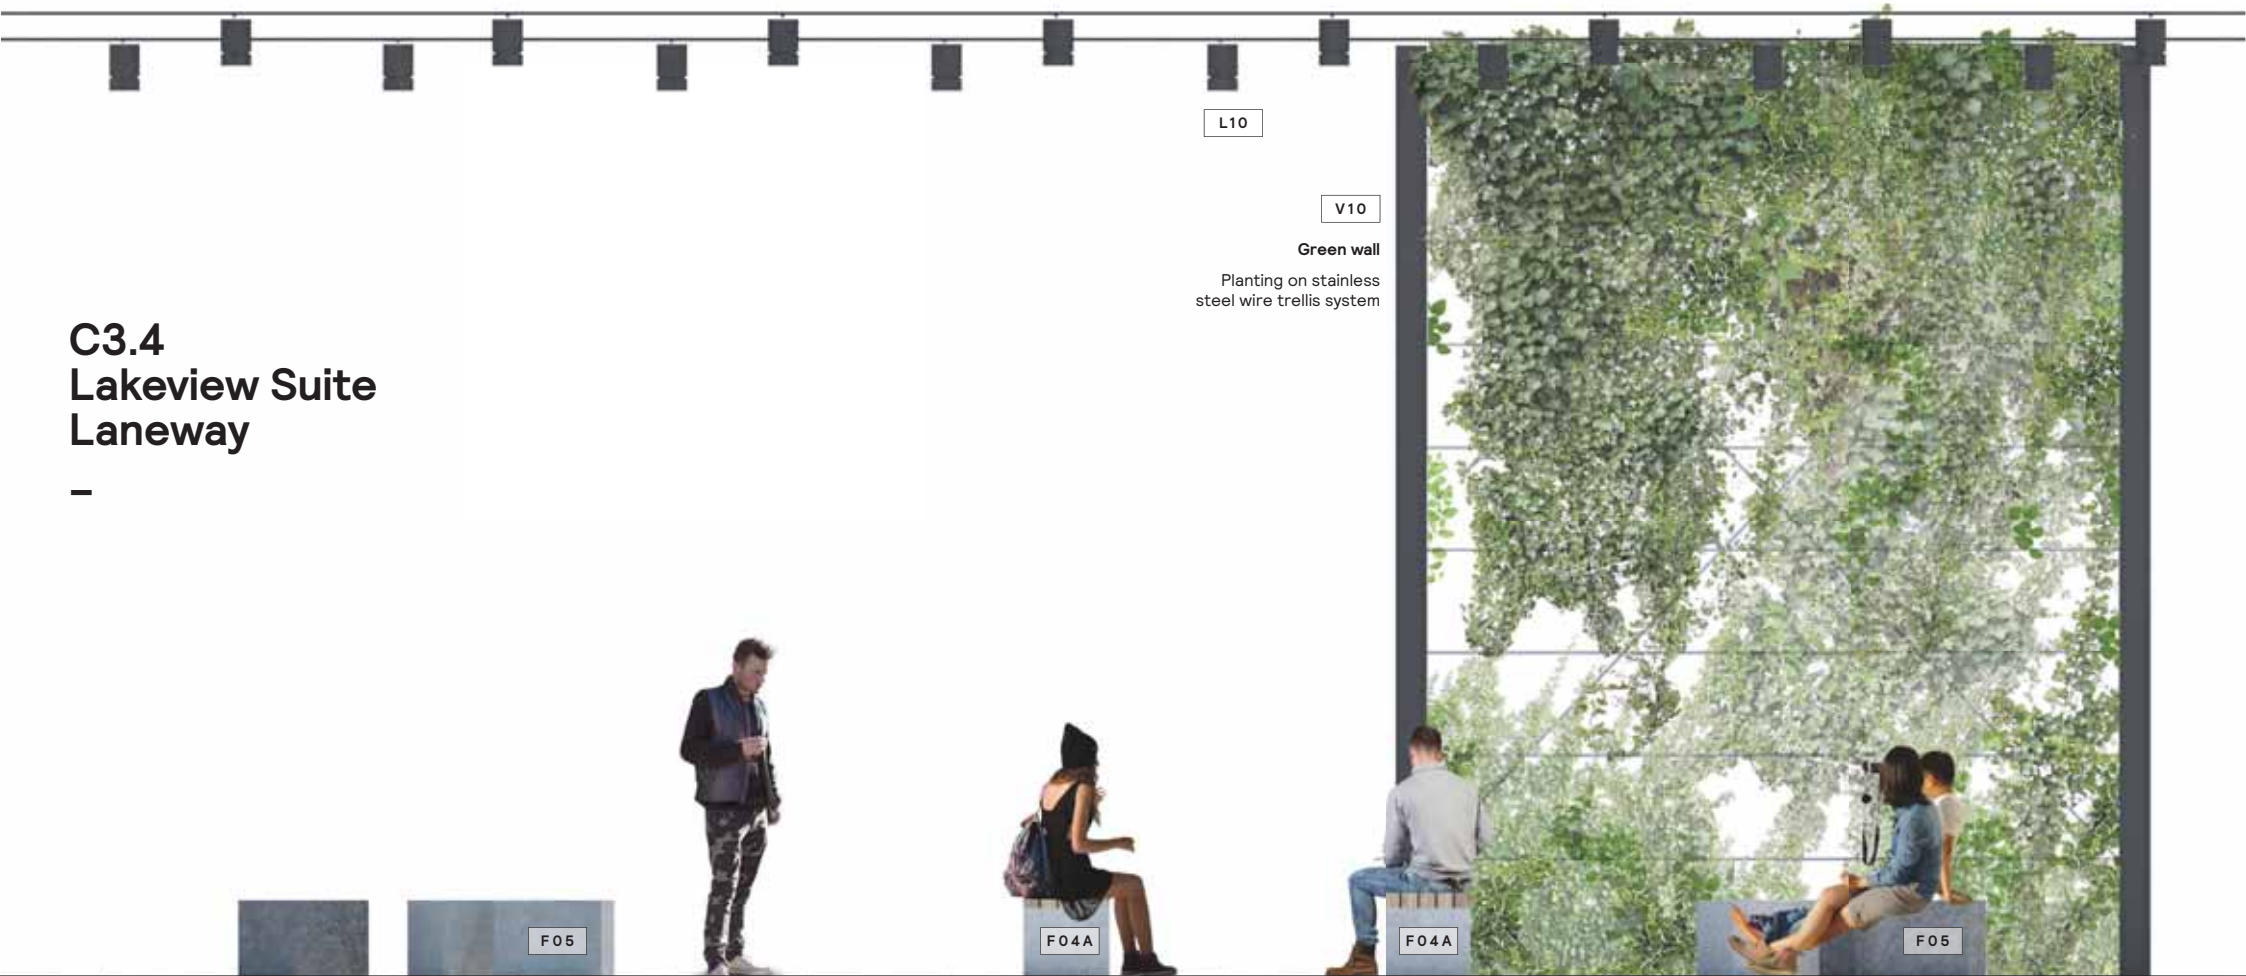 L10
V10
Green wall
Planting on stainless
steel wire trellis system
C3.4
Lakeview Suite
Laneway
–
F05
F04A
F04A
F05